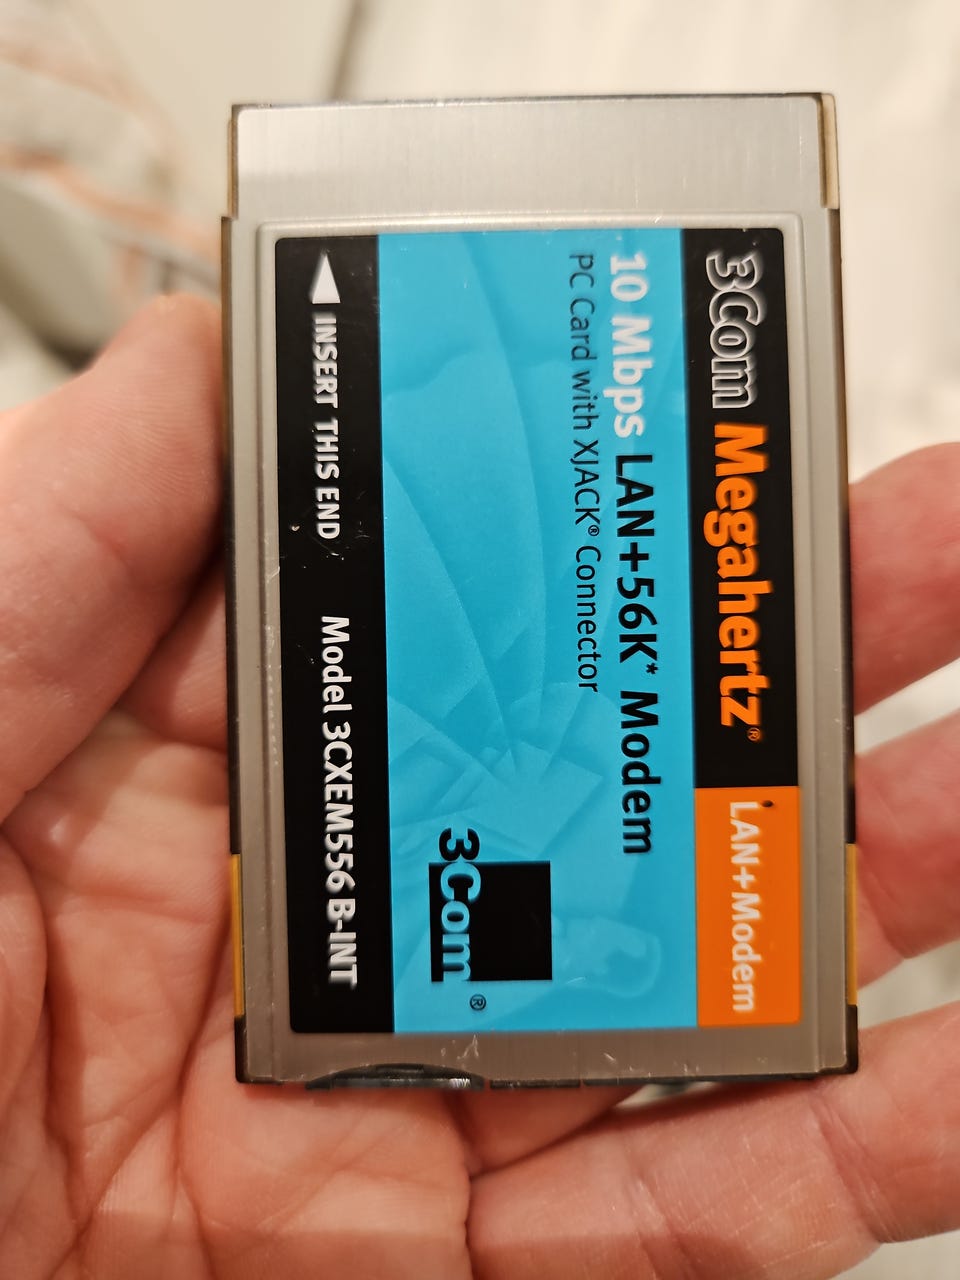 3Com Megahertz® LAN+Modem
10 Mbps LAN+56K* Modem
PC Card with XJACK® Connector
3Com®
INSERT THIS END Model 3CXEM556 B-INT